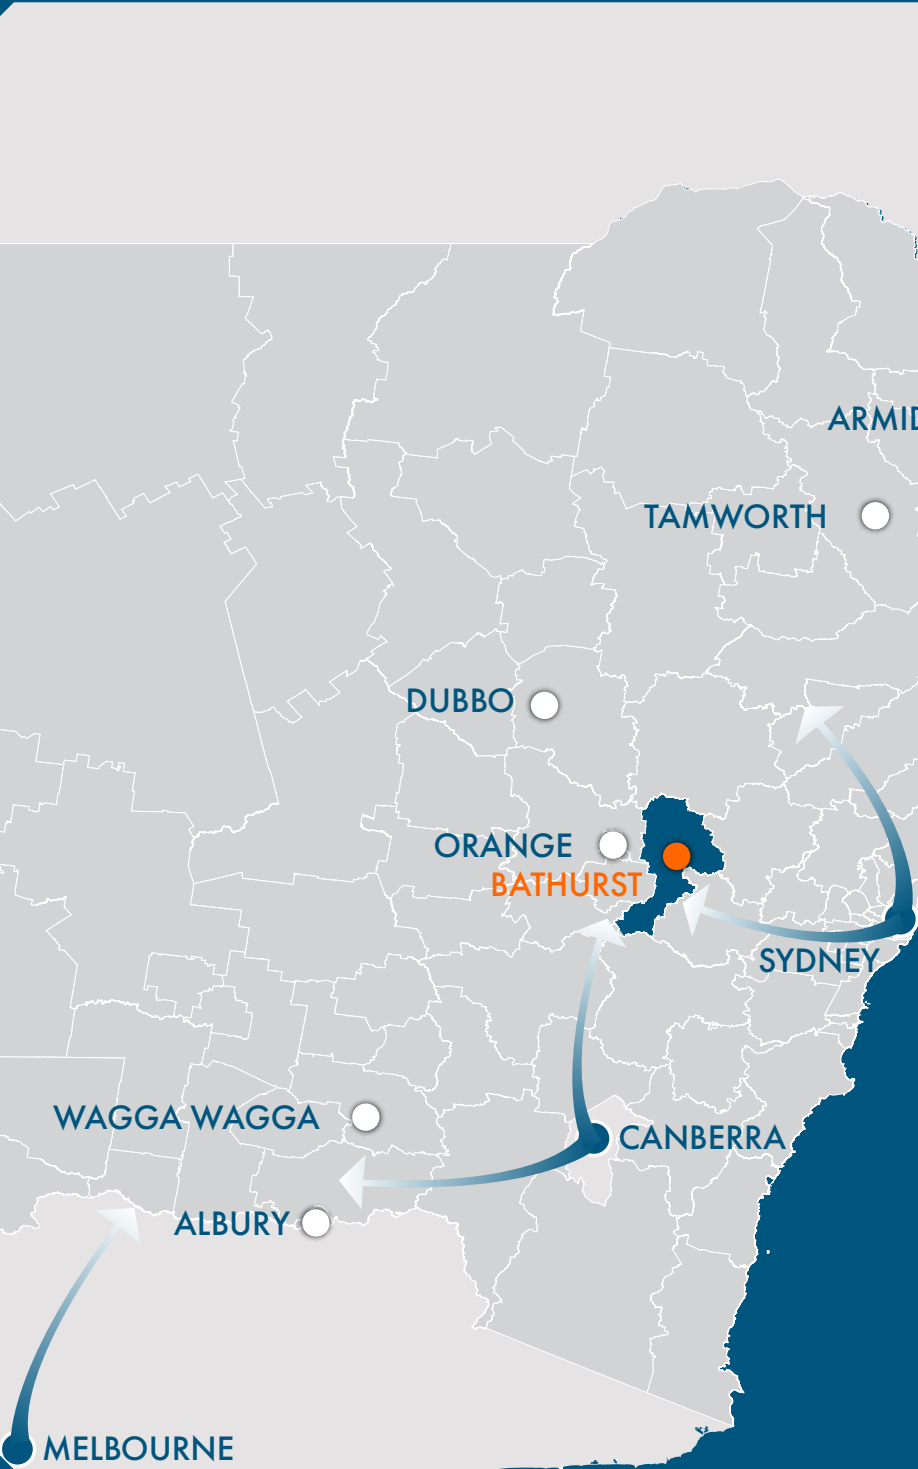 ARMID
TAMWORTH
DUBBO
ORANGE
BATHURST
SYDNEY
WAGGA WAGGA
CANBERRA
ALBURY
MELBOURNE